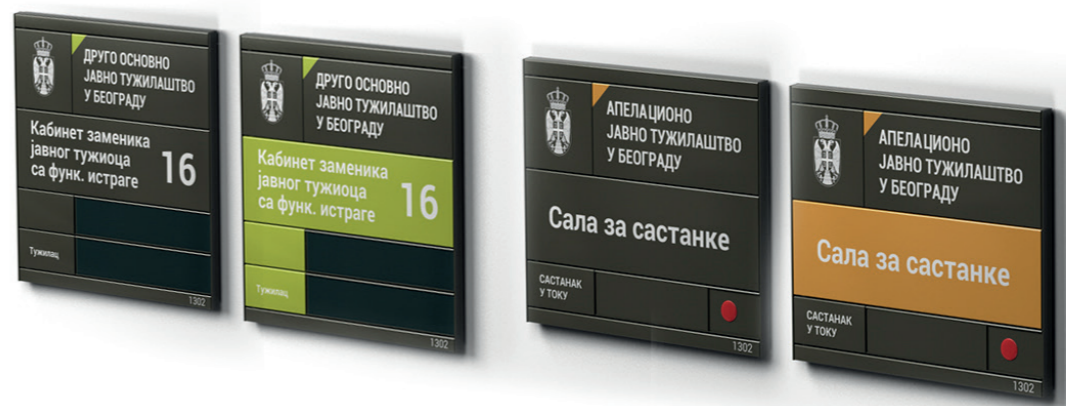 ДРУГО ОСНОВНО
ЈАВНО ТУЖИЛАШТВО
У БЕОГРАДУ
Кабинет заменика
јавног тужиоца
са функ. истраге
16
Тужилац
1302
ДРУГО ОСНОВНО
ЈАВНО ТУЖИЛАШТВО
У БЕОГРАДУ
Кабинет заменика
јавног тужиоца
са функ. истраге
16
Тужилац
1302
АПЕЛАЦИОНО
ЈАВНО ТУЖИЛАШТВО
У БЕОГРАДУ
Сала за састанке
САСТАНАК
У ТОКУ
1302
АПЕЛАЦИОНО
ЈАВНО ТУЖИЛАШТВО
У БЕОГРАДУ
Сала за састанке
САСТАНАК
У ТОКУ
1302